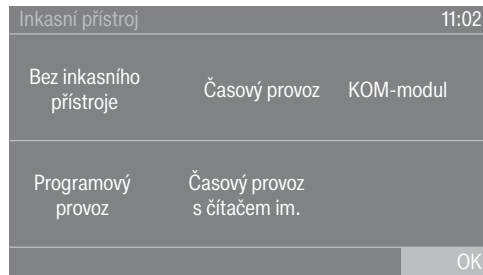 Inkasní přístroj 11:02
Bez inkasního
přístroje
Časový provoz
KOM-modul
Programový
provoz
Časový provoz
s čítačem im.
OK